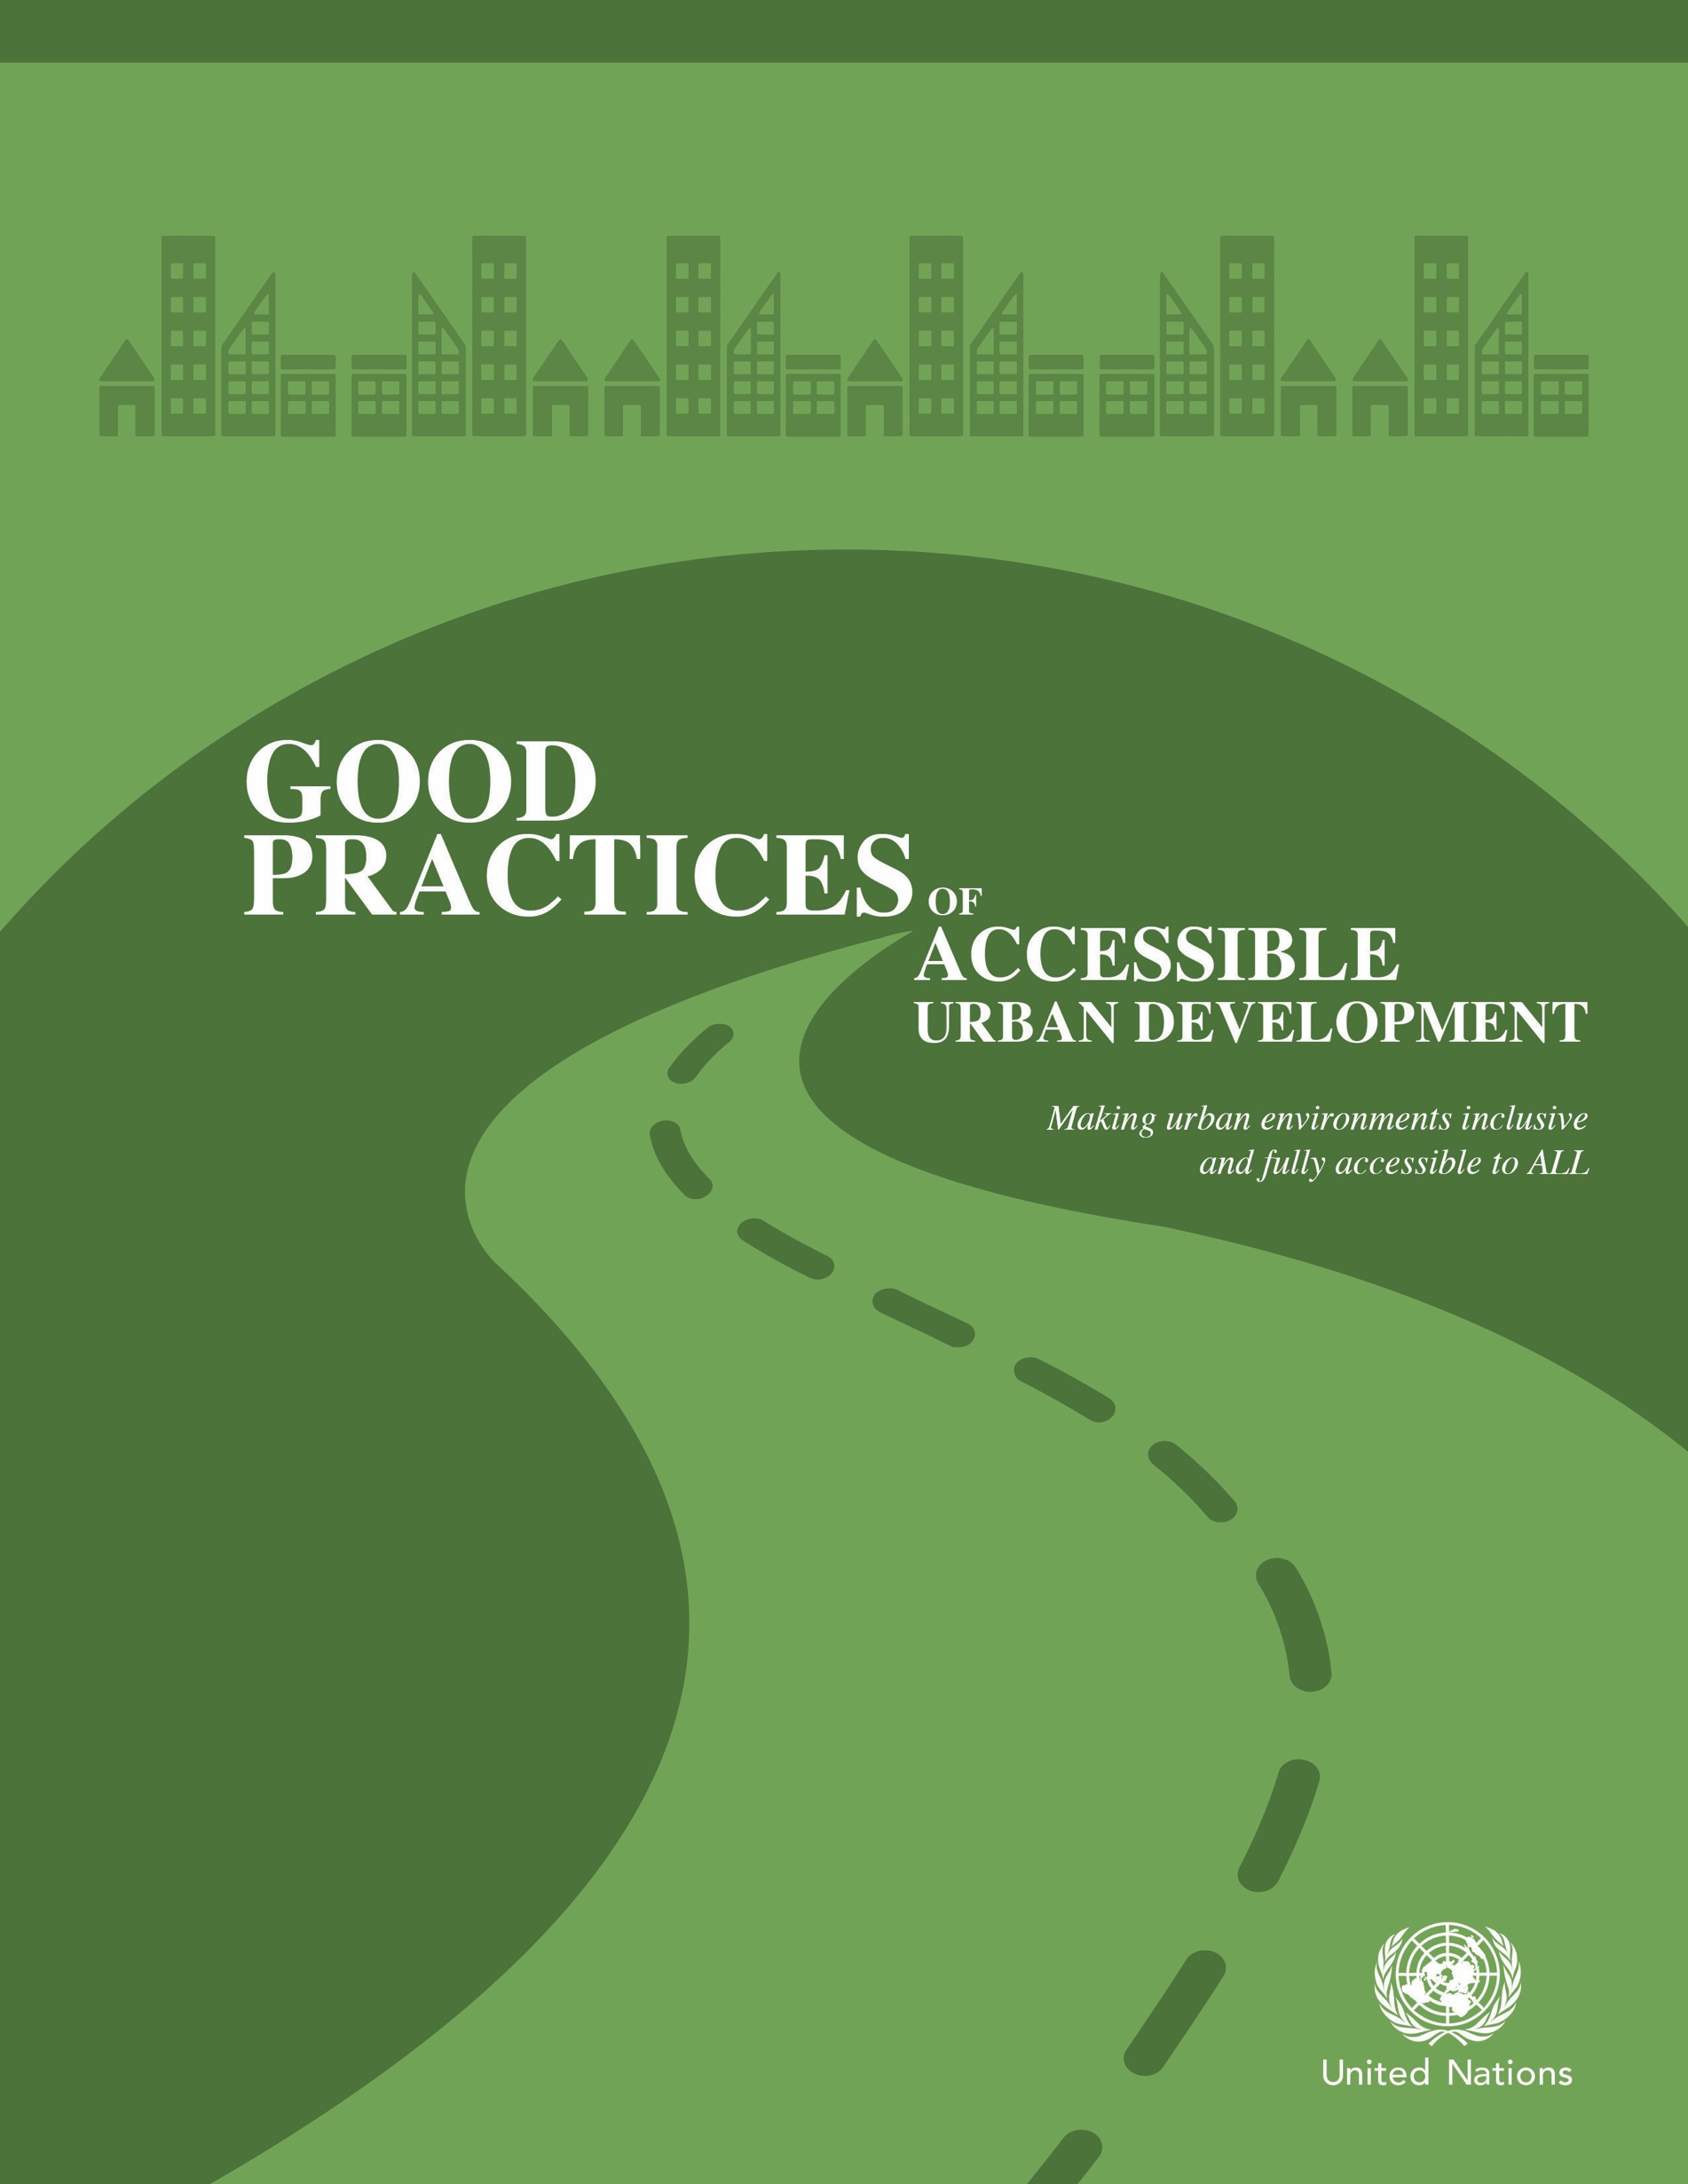 GOOD
PRACTICES OF
ACCESSIBLE
URBAN DEVELOPMENT
Making urban environments inclusive
and fully accessible to ALL
United Nations